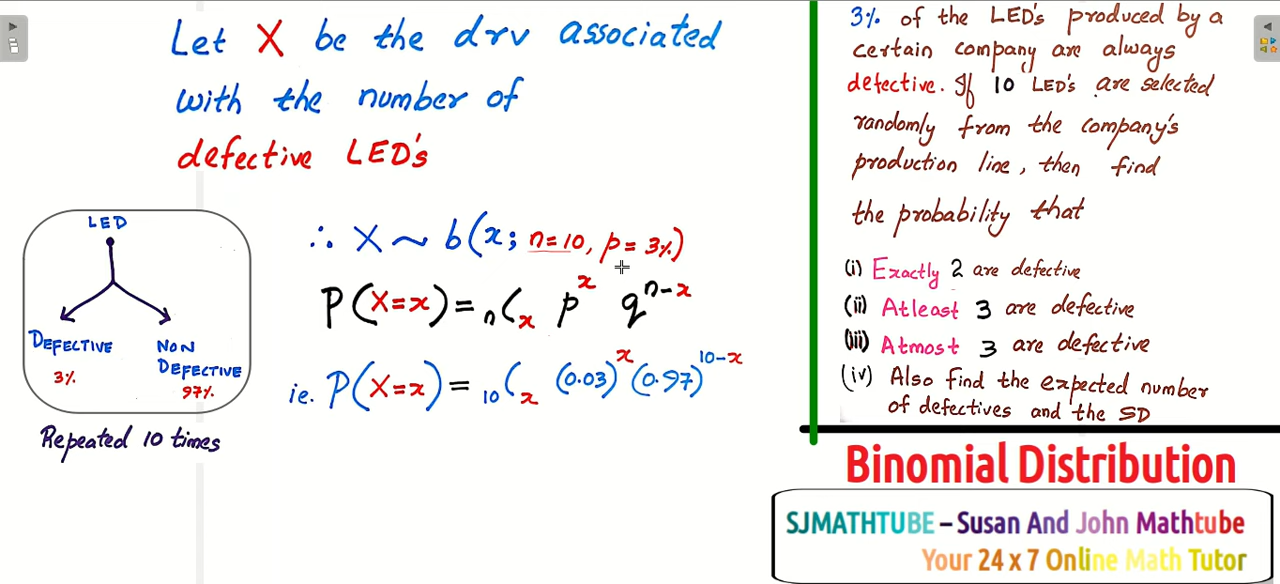 Let X be the drv associated
with the number of
defective LED's
LED
DEFECTIVE
3%
NON
DEFECTIVE
97%
Repeated 10 times
∴ X ~ b(x; n=10, p=3%)
P(X=x) = ₙCₓ pˣ qⁿ⁻ˣ
ie. P(X=x) = ₁₀Cₓ (0.03)ˣ (0.97)¹⁰⁻ˣ
3% of the LED's produced by a
certain company are always
defective. If 10 LED's are selected
randomly from the company's
production line, then find
the probability that
(i) Exactly 2 are defective
(ii) Atleast 3 are defective
(iii) Atmost 3 are defective
(iv) Also find the expected number
of defectives and the SD
Binomial Distribution
SJMATHTUBE – Susan And John Mathtube
Your 24 x 7 Online Math Tutor